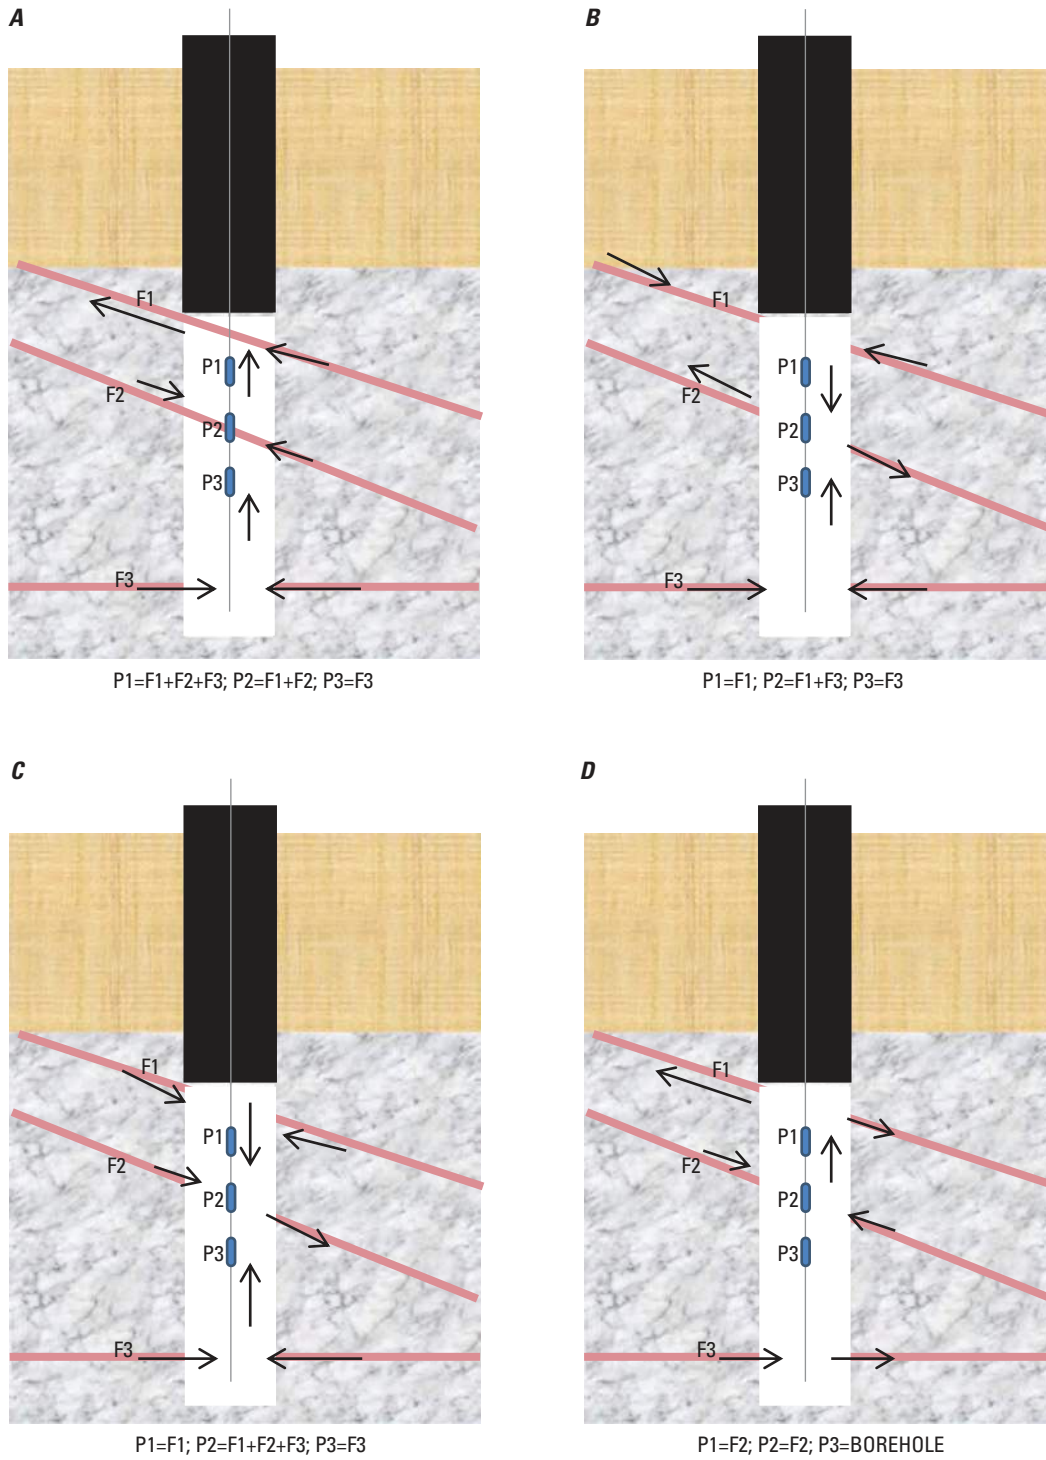 A
F1
P1
F2
P2
P3
F3
P1=F1+F2+F3; P2=F1+F2; P3=F3
B
F1
P1
F2
P2
P3
F3
P1=F1; P2=F1+F3; P3=F3
C
F1
P1
F2
P2
P3
F3
P1=F1; P2=F1+F2+F3; P3=F3
D
F1
P1
F2
P2
P3
F3
P1=F2; P2=F2; P3=BOREHOLE